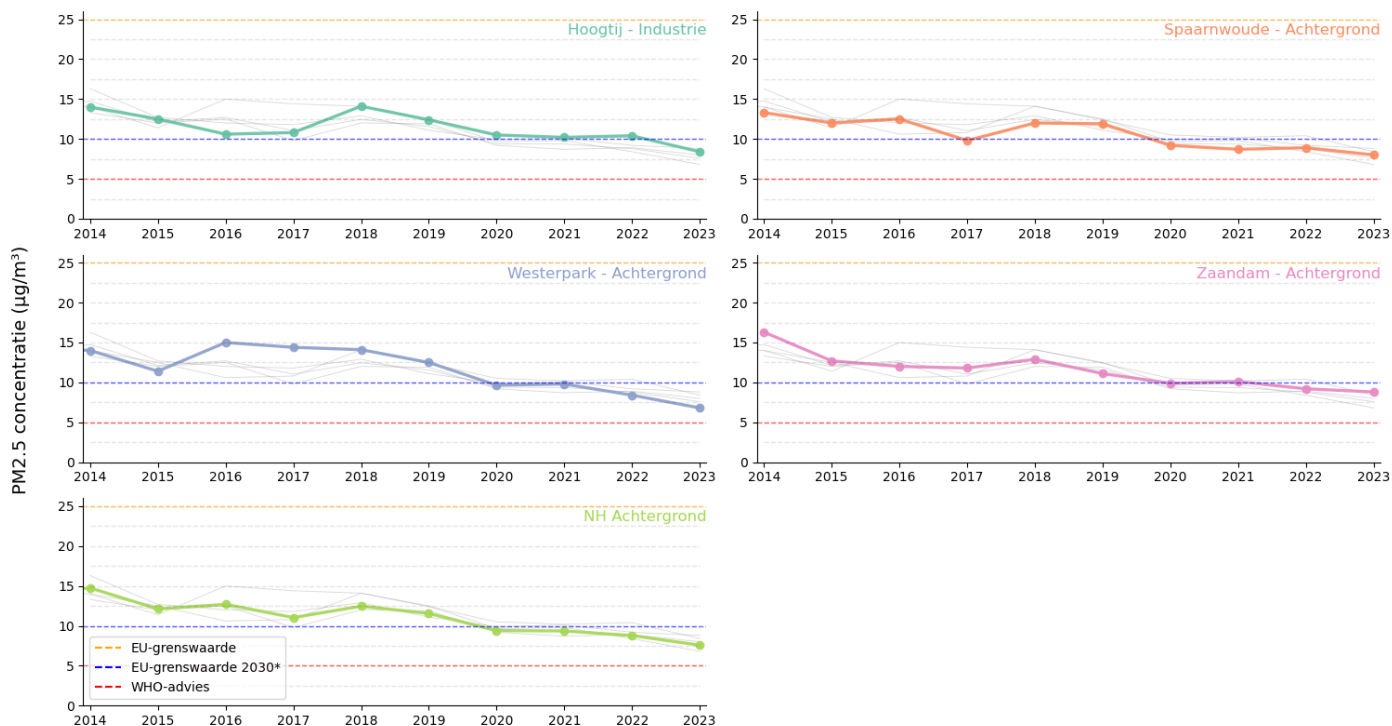 PM2.5 concentratie (µg/m³)
Hoogtij - Industrie
25
20
15
10
5
0
2014 2015 2016 2017 2018 2019 2020 2021 2022 2023
Spaarnwoude - Achtergrond
25
20
15
10
5
0
2014 2015 2016 2017 2018 2019 2020 2021 2022 2023
Westerpark - Achtergrond
25
20
15
10
5
0
2014 2015 2016 2017 2018 2019 2020 2021 2022 2023
Zaandam - Achtergrond
25
20
15
10
5
0
2014 2015 2016 2017 2018 2019 2020 2021 2022 2023
NH Achtergrond
25
20
15
10
5
0
EU-grenswaarde
EU-grenswaarde 2030*
WHO-advies
2014 2015 2016 2017 2018 2019 2020 2021 2022 2023